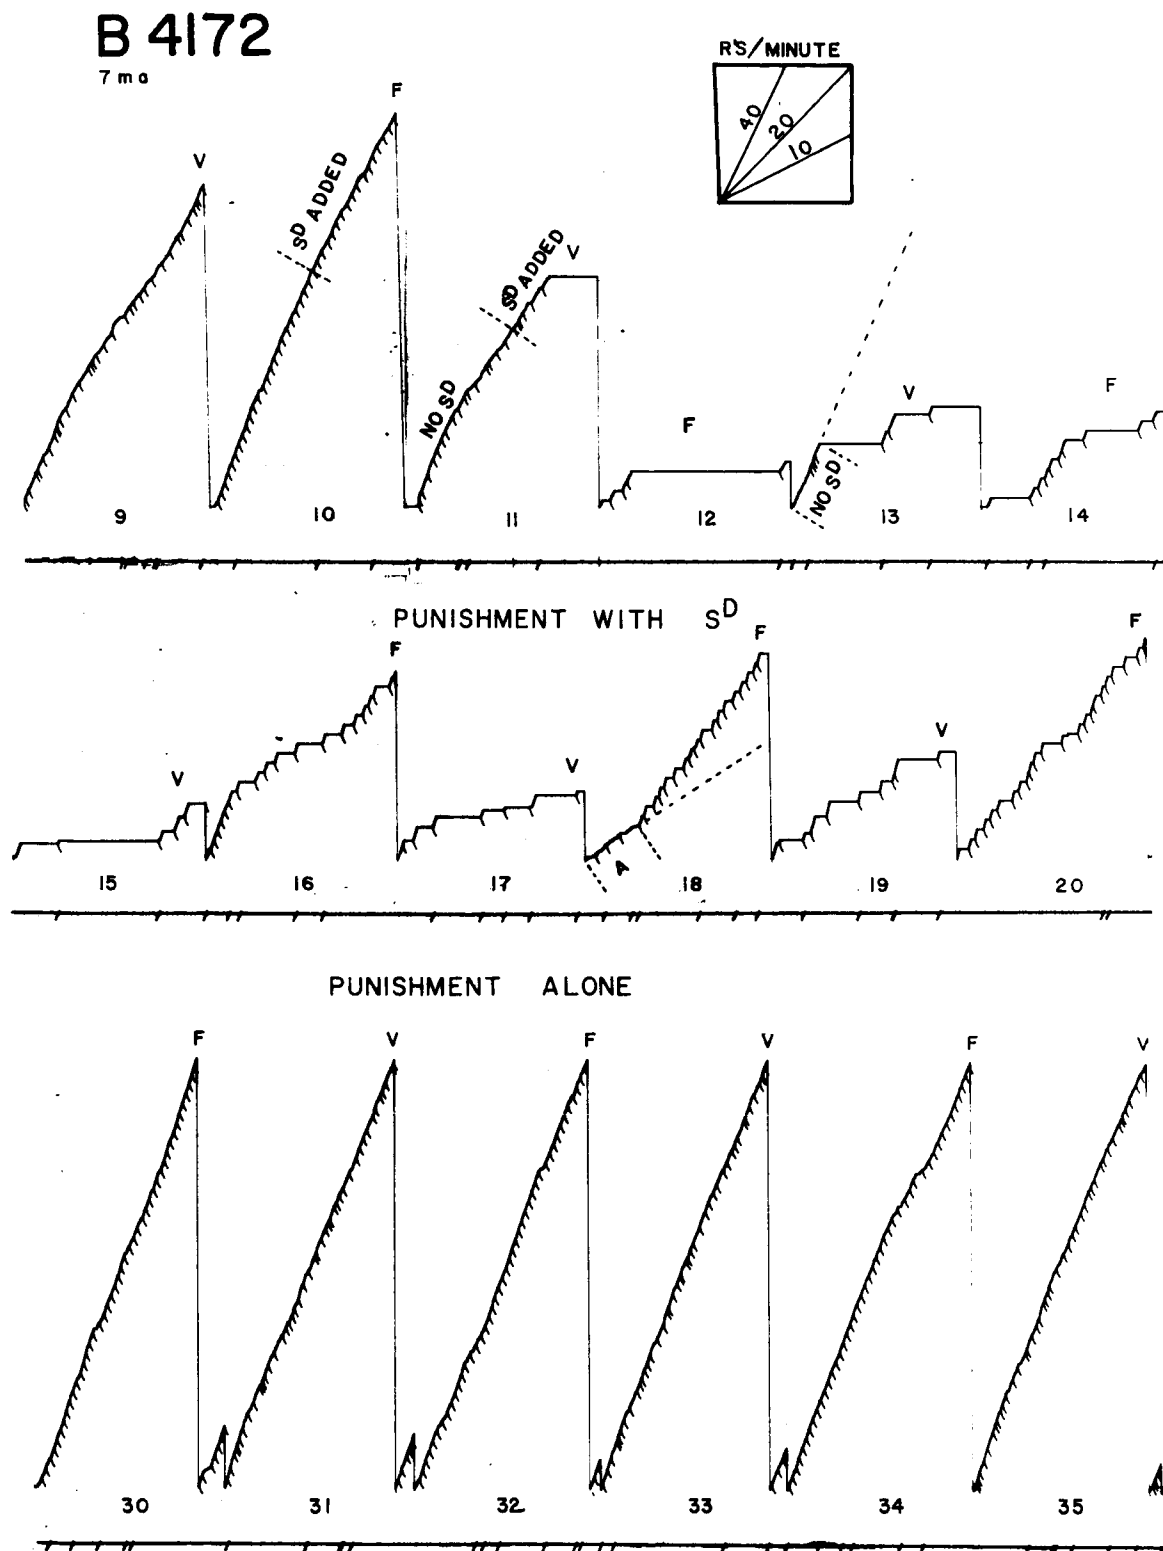 B 4172
7 ma
R'S/MINUTE
40
20
10
V
F
S^D ADDED
NO S^D
S^D ADDED
V
F
NO S^D
V
F
9 10 11 12 13 14
PUNISHMENT WITH S^D
V F V F V F
A
15 16 17 18 19 20
PUNISHMENT ALONE
F V F V F V
30 31 32 33 34 35